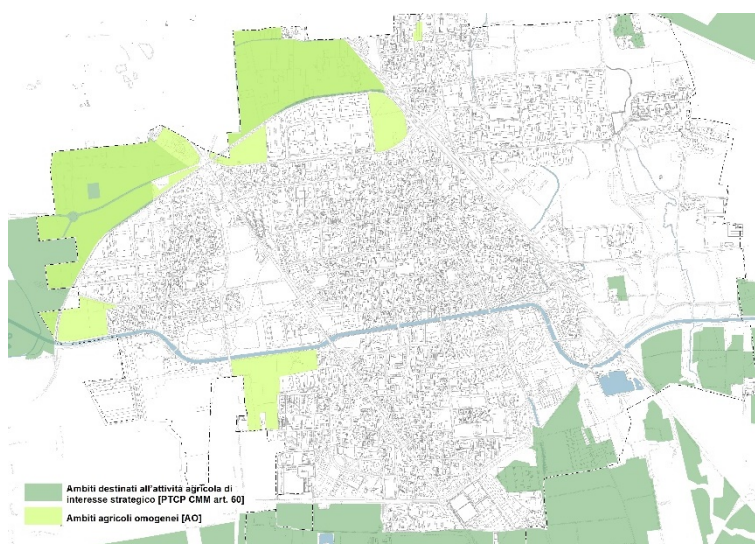 Ambiti destinati all'attività agricola di
interesse strategico [PTCP CMM art. 60]
Ambiti agricoli omogenei [AO]